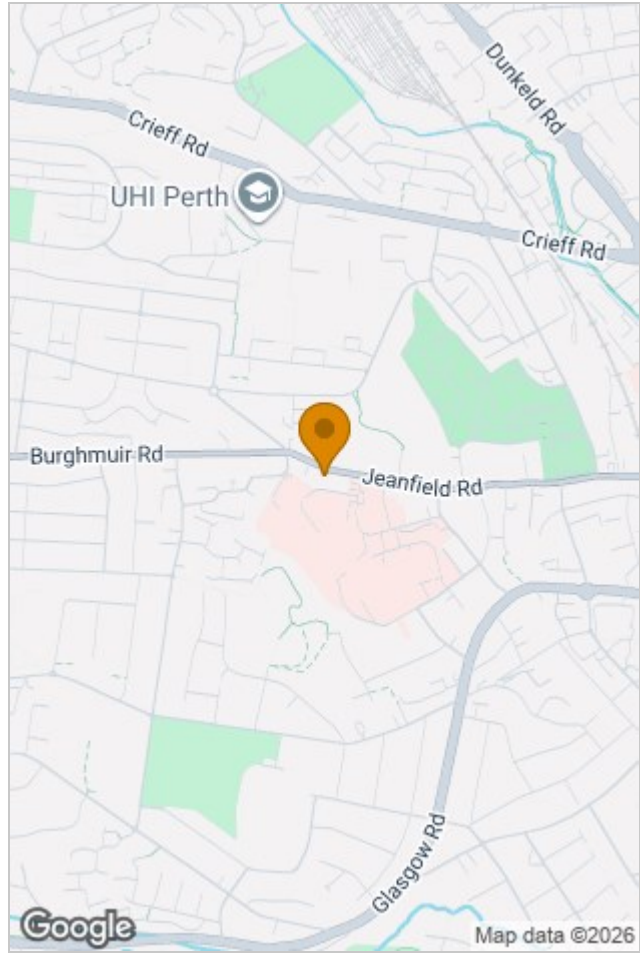 Dunkeld Rd
Crieff Rd
UHI Perth
Crieff Rd
Burghmuir Rd
Jeanfield Rd
Glasgow Rd
Google
Map data ©2026